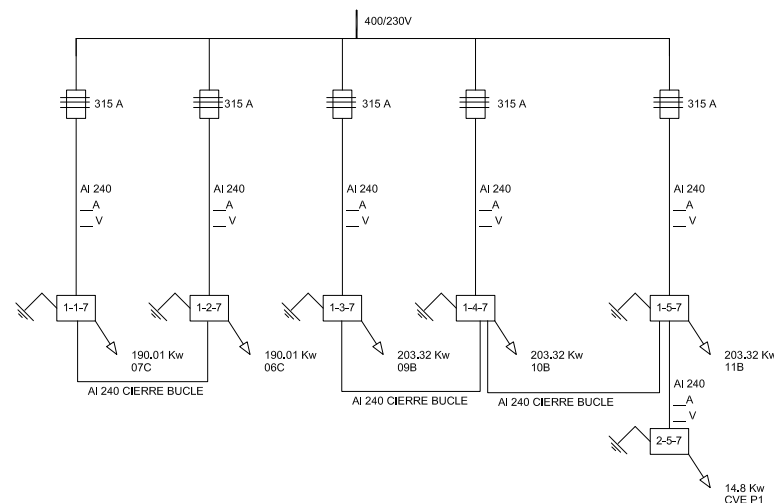 400/230V
315 A
315 A
315 A
315 A
315 A
Al 240
__A
__V
Al 240
__A
__V
Al 240
__A
__V
Al 240
__A
__V
Al 240
__A
__V
1-1-7
1-2-7
1-3-7
1-4-7
1-5-7
190.01 Kw
07C
190.01 Kw
06C
203.32 Kw
09B
203.32 Kw
10B
203.32 Kw
11B
Al 240 CIERRE BUCLE
Al 240 CIERRE BUCLE
Al 240 CIERRE BUCLE
Al 240
__A
__V
2-5-7
14.8 Kw
CVE P1